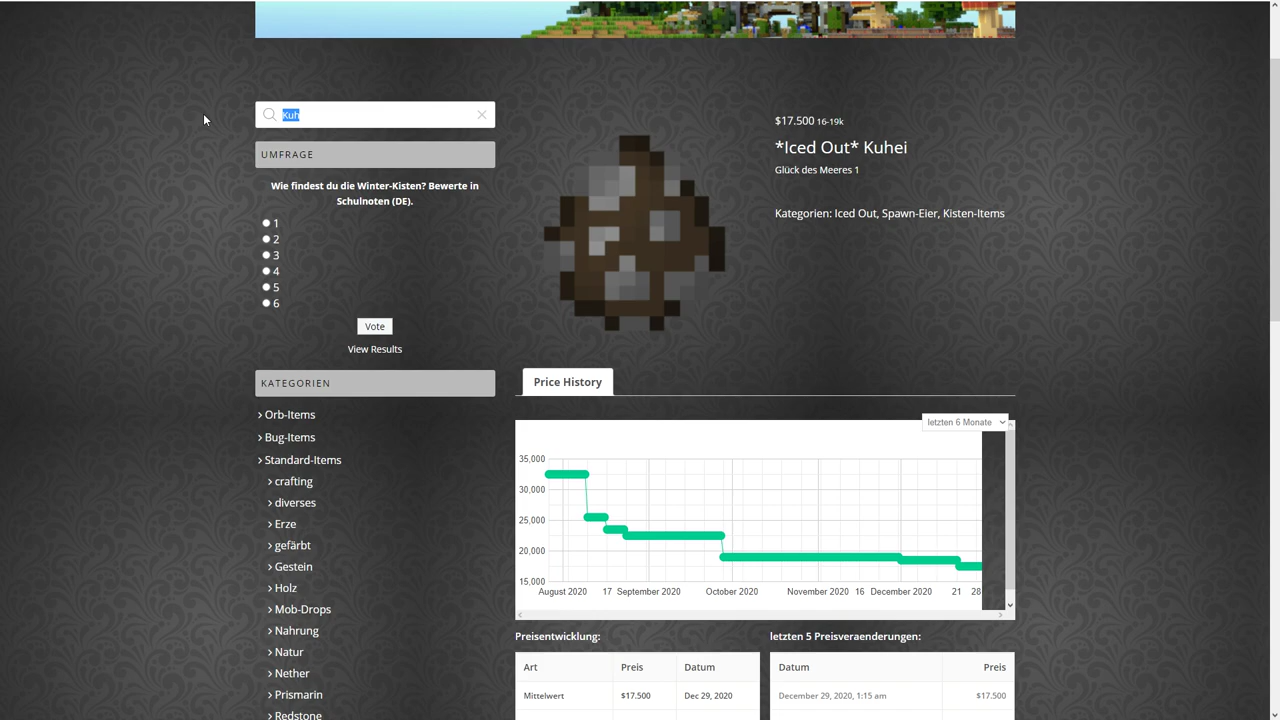 Kuh
UMFRAGE
Wie findest du die Winter-Kisten? Bewerte in
Schulnoten (DE).
1
2
3
4
5
6
Vote
View Results
KATEGORIEN
Orb-Items
Bug-Items
Standard-Items
crafting
diverses
Erze
gefärbt
Gestein
Holz
Mob-Drops
Nahrung
Natur
Nether
Prismarin
Redstone
$17.500 16-19k
*Iced Out* Kuhei
Glück des Meeres 1
Kategorien: Iced Out, Spawn-Eier, Kisten-Items
Price History
letzten 6 Monate
35,000
30,000
25,000
20,000
15,000
August 2020 17 September 2020 October 2020 November 2020 16 December 2020 21 28
Preisentwicklung:
Art Preis Datum
Mittelwert $17.500 Dec 29, 2020
letzten 5 Preisveraenderungen:
Datum Preis
December 29, 2020, 1:15 am $17.500